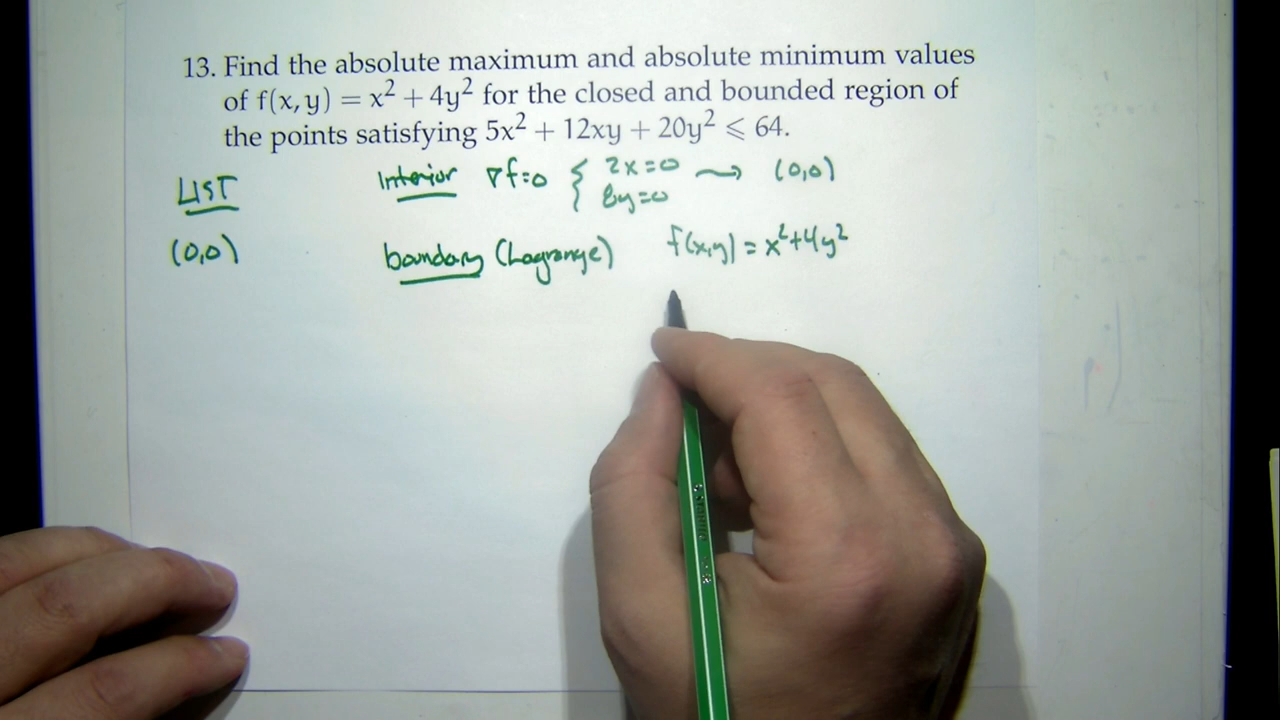 13. Find the absolute maximum and absolute minimum values
of f(x, y) = x² + 4y² for the closed and bounded region of
the points satisfying 5x² + 12xy + 20y² ⩽ 64.
LIST
Interior ∇f=0 { 2x=0 ⟿ (0,0)
8y=0
(0,0)
boundary (Lagrange) f(x,y) = x²+4y²